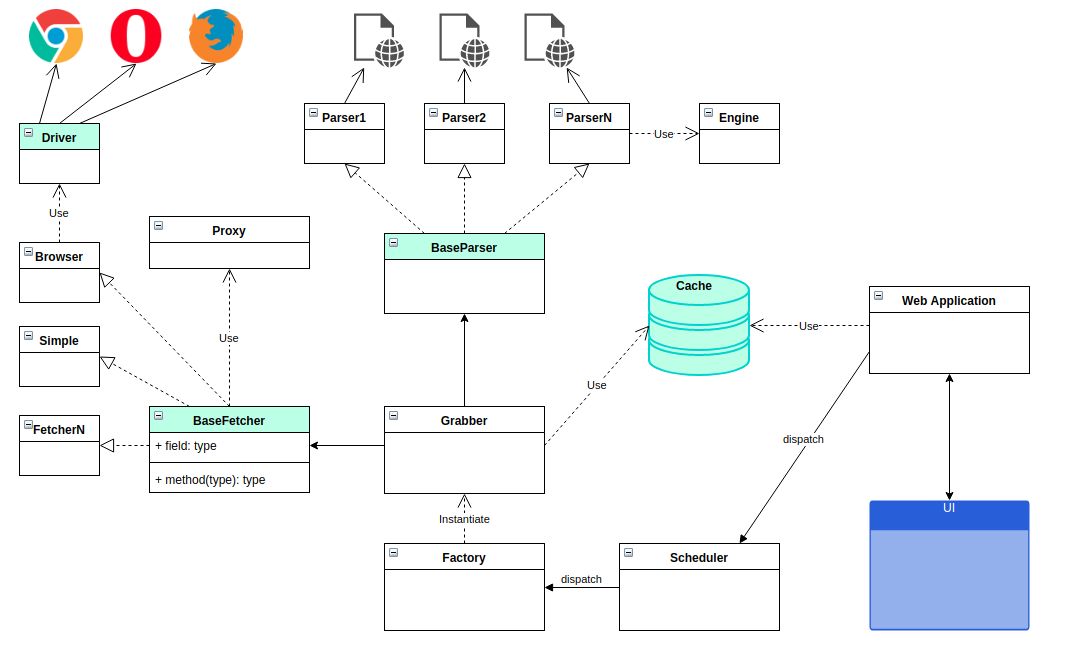 Parser1
Parser2
ParserN
Engine
Use
Driver
Use
Proxy
Browser
BaseParser
Cache
Web Application
Use
Simple
Use
Use
FetcherN
BaseFetcher
+ field: type
+ method(type): type
Grabber
dispatch
Instantiate
UI
Factory
dispatch
Scheduler